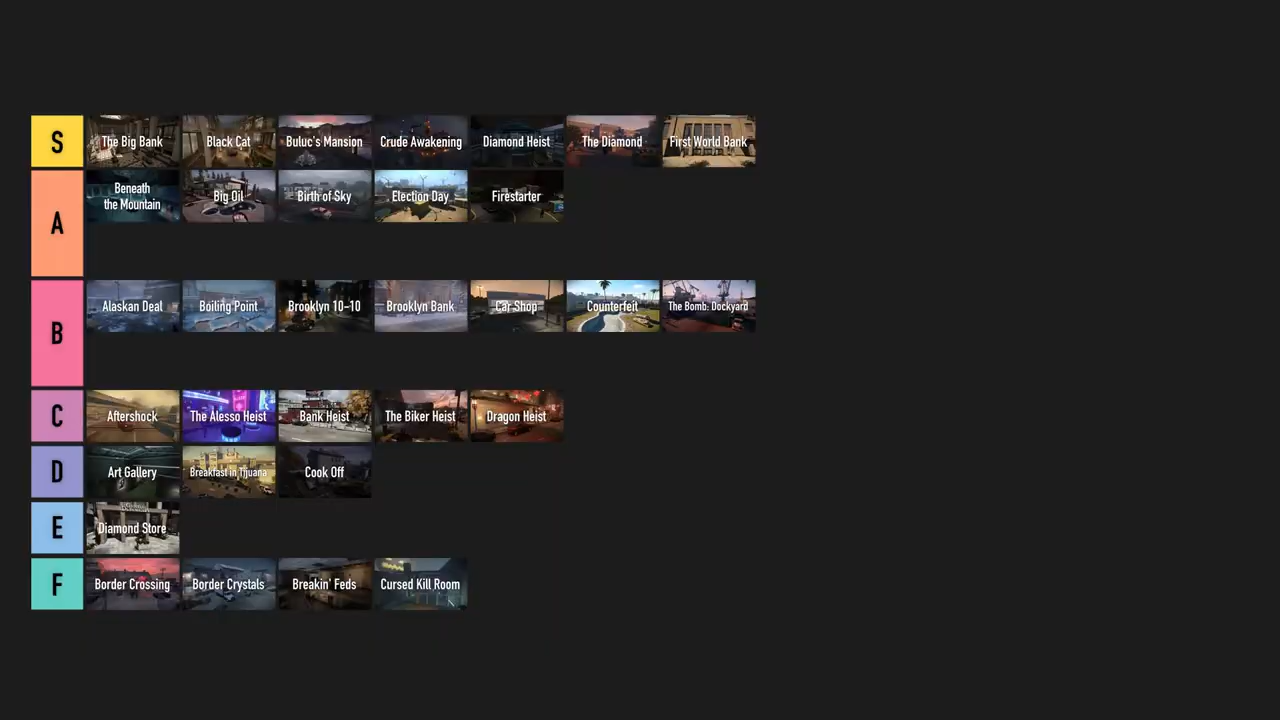 S
The Big Bank
Black Cat
Buluc's Mansion
Crude Awakening
Diamond Heist
The Diamond
First World Bank
A
Beneath
the Mountain
Big Oil
Birth of Sky
Election Day
Firestarter
B
Alaskan Deal
Boiling Point
Brooklyn 10-10
Brooklyn Bank
Car Shop
Counterfeit
The Bomb: Dockyard
C
Aftershock
The Alesso Heist
Bank Heist
The Biker Heist
Dragon Heist
D
Art Gallery
Breakfast in Tijuana
Cook Off
E
Diamond Store
F
Border Crossing
Border Crystals
Breakin' Feds
Cursed Kill Room